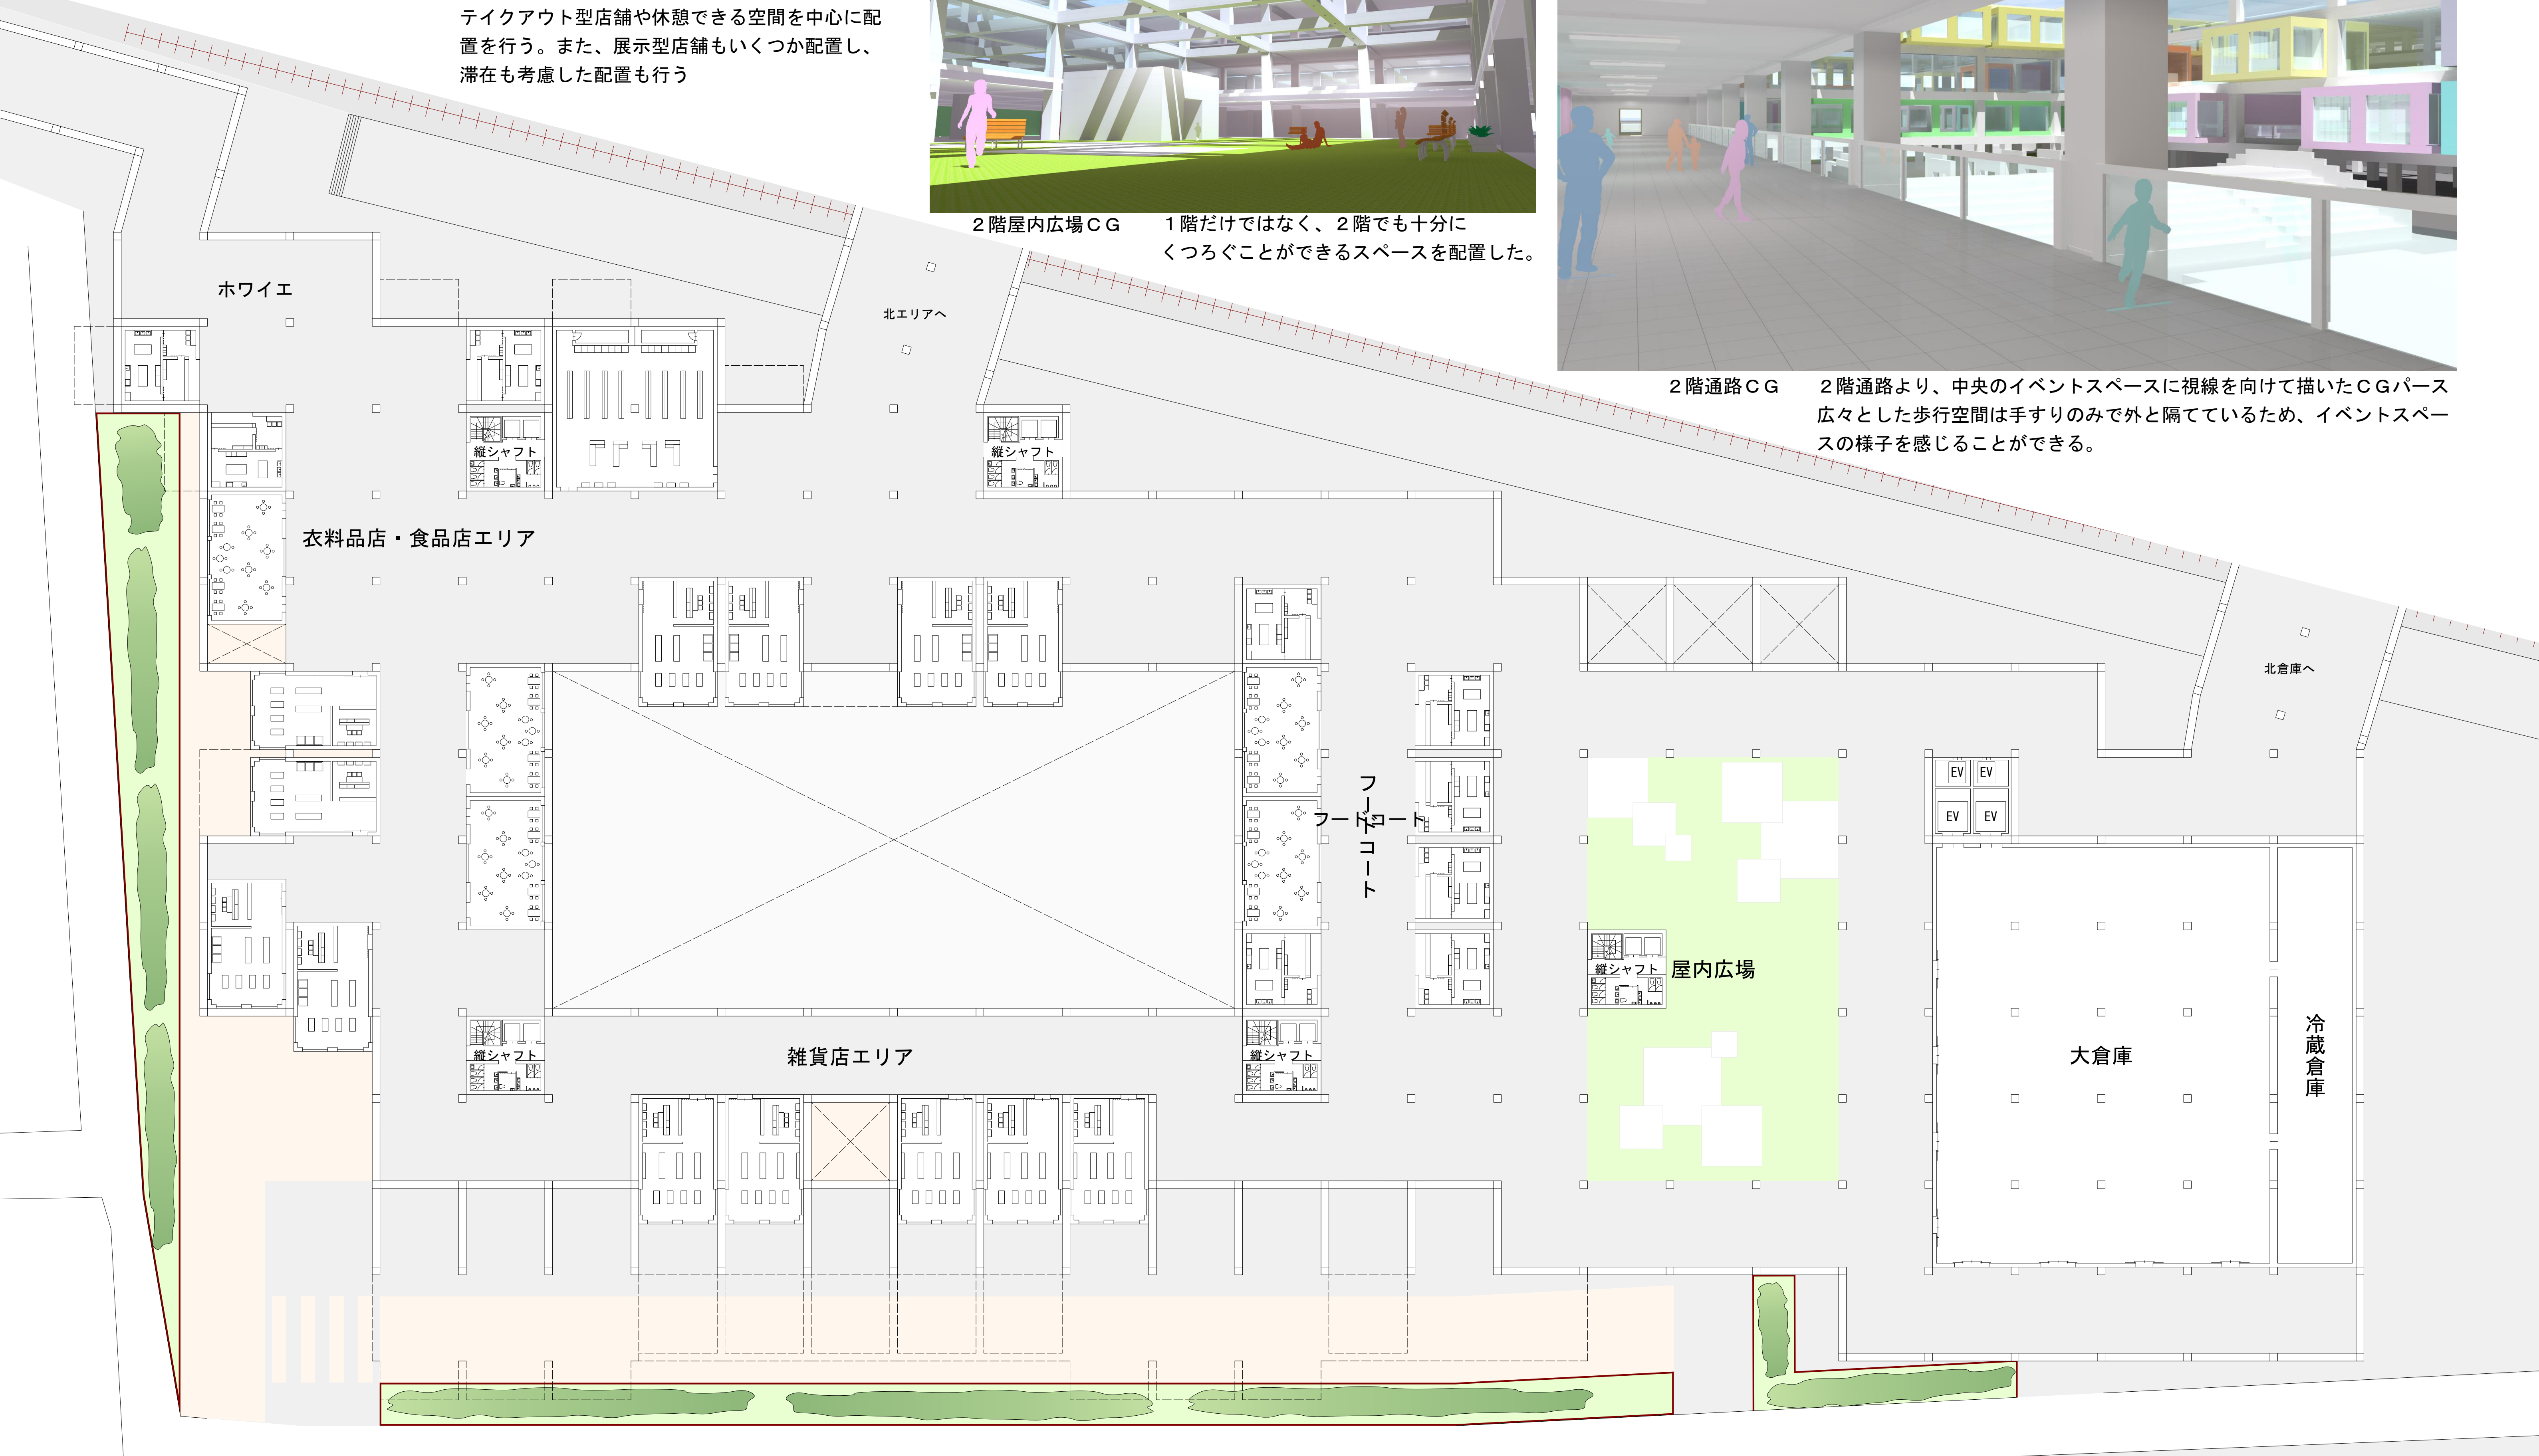 テイクアウト型店舗や休憩できる空間を中心に配
置を行う。また、展示型店舗もいくつか配置し、
滞在も考慮した配置も行う
２階屋内広場ＣＧ
１階だけではなく、２階でも十分に
くつろぐことができるスペースを配置した。
２階通路ＣＧ
２階通路より、中央のイベントスペースに視線を向けて描いたＣＧパース
広々とした歩行空間は手すりのみで外と隔てているため、イベントスペー
スの様子を感じることができる。
ホワイエ
北エリアへ
縦シャフト
縦シャフト
衣料品店・食品店エリア
北倉庫へ
EV
EV
EV
EV
フードコート
フードコート
縦シャフト
屋内広場
縦シャフト
雑貨店エリア
縦シャフト
大倉庫
冷蔵倉庫